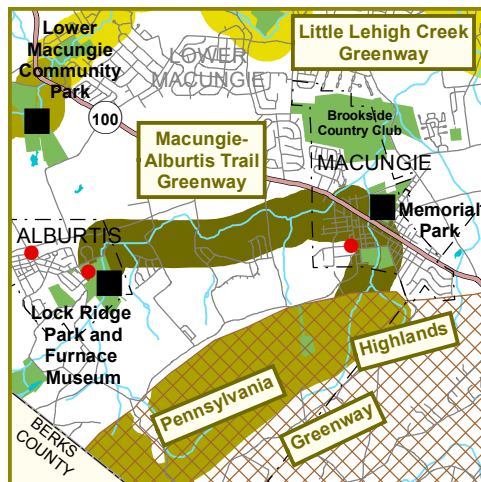 Lower
Macungie
Community
Park
LOWER
MACUNGIE
Little Lehigh Creek
Greenway
100
Brookside
Country Club
Macungie-
Alburtis Trail
Greenway
MACUNGIE
Memorial
Park
ALBURTIS
Lock Ridge
Park and
Furnace
Museum
Highlands
Pennsylvania
Greenway
BERKS
COUNTY